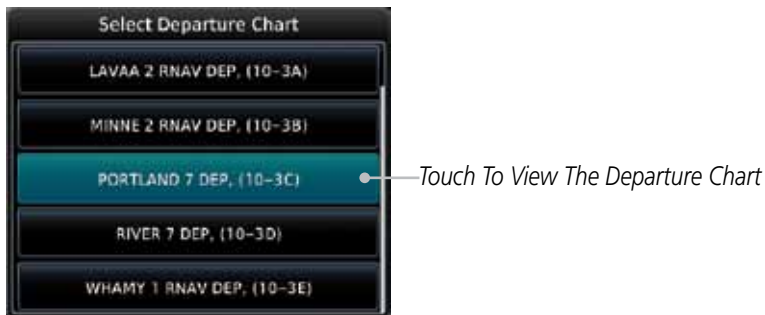 Select Departure Chart
LAVAA 2 RNAV DEP, (10-3A)
MINNE 2 RNAV DEP, (10-3B)
PORTLAND 7 DEP, (10-3C)
Touch To View The Departure Chart
RIVER 7 DEP, (10-3D)
WHAMY 1 RNAV DEP, (10-3E)